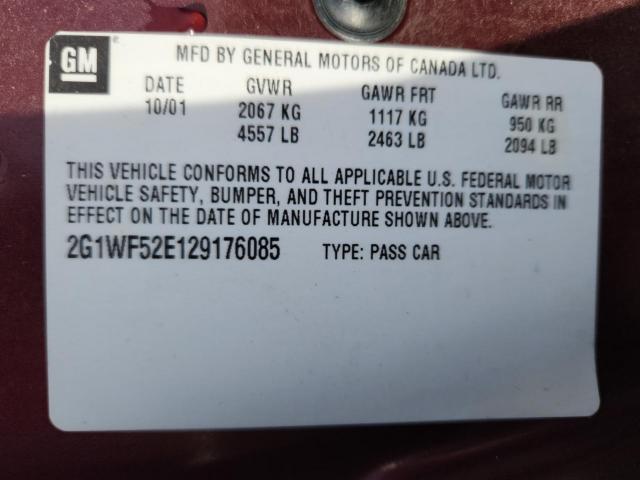 GM ®
MFD BY GENERAL MOTORS OF CANADA LTD.
DATE GVWR GAWR FRT GAWR RR
10/01 2067 KG 1117 KG 950 KG
4557 LB 2463 LB 2094 LB
THIS VEHICLE CONFORMS TO ALL APPLICABLE U.S. FEDERAL MOTOR
VEHICLE SAFETY, BUMPER, AND THEFT PREVENTION STANDARDS IN
EFFECT ON THE DATE OF MANUFACTURE SHOWN ABOVE.
2G1WF52E129176085 TYPE: PASS CAR